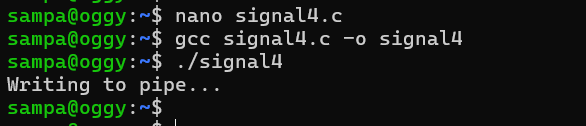 sampa@oggy:~$ nano signal4.c
sampa@oggy:~$ gcc signal4.c -o signal4
sampa@oggy:~$ ./signal4
Writing to pipe...
sampa@oggy:~$
sampa@oggy:~$